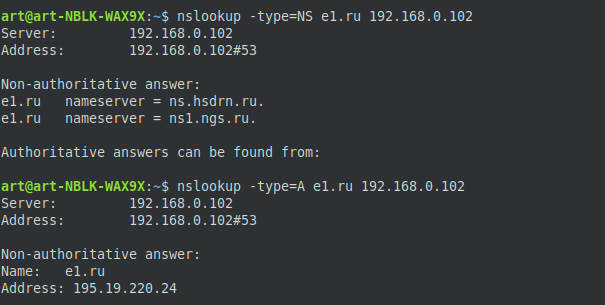 art@art-NBLK-WAX9X:~$ nslookup -type=NS e1.ru 192.168.0.102
Server:		192.168.0.102
Address:	192.168.0.102#53

Non-authoritative answer:
e1.ru	nameserver = ns.hsdrn.ru.
e1.ru	nameserver = ns1.ngs.ru.

Authoritative answers can be found from:

art@art-NBLK-WAX9X:~$ nslookup -type=A e1.ru 192.168.0.102
Server:		192.168.0.102
Address:	192.168.0.102#53

Non-authoritative answer:
Name:	e1.ru
Address: 195.19.220.24